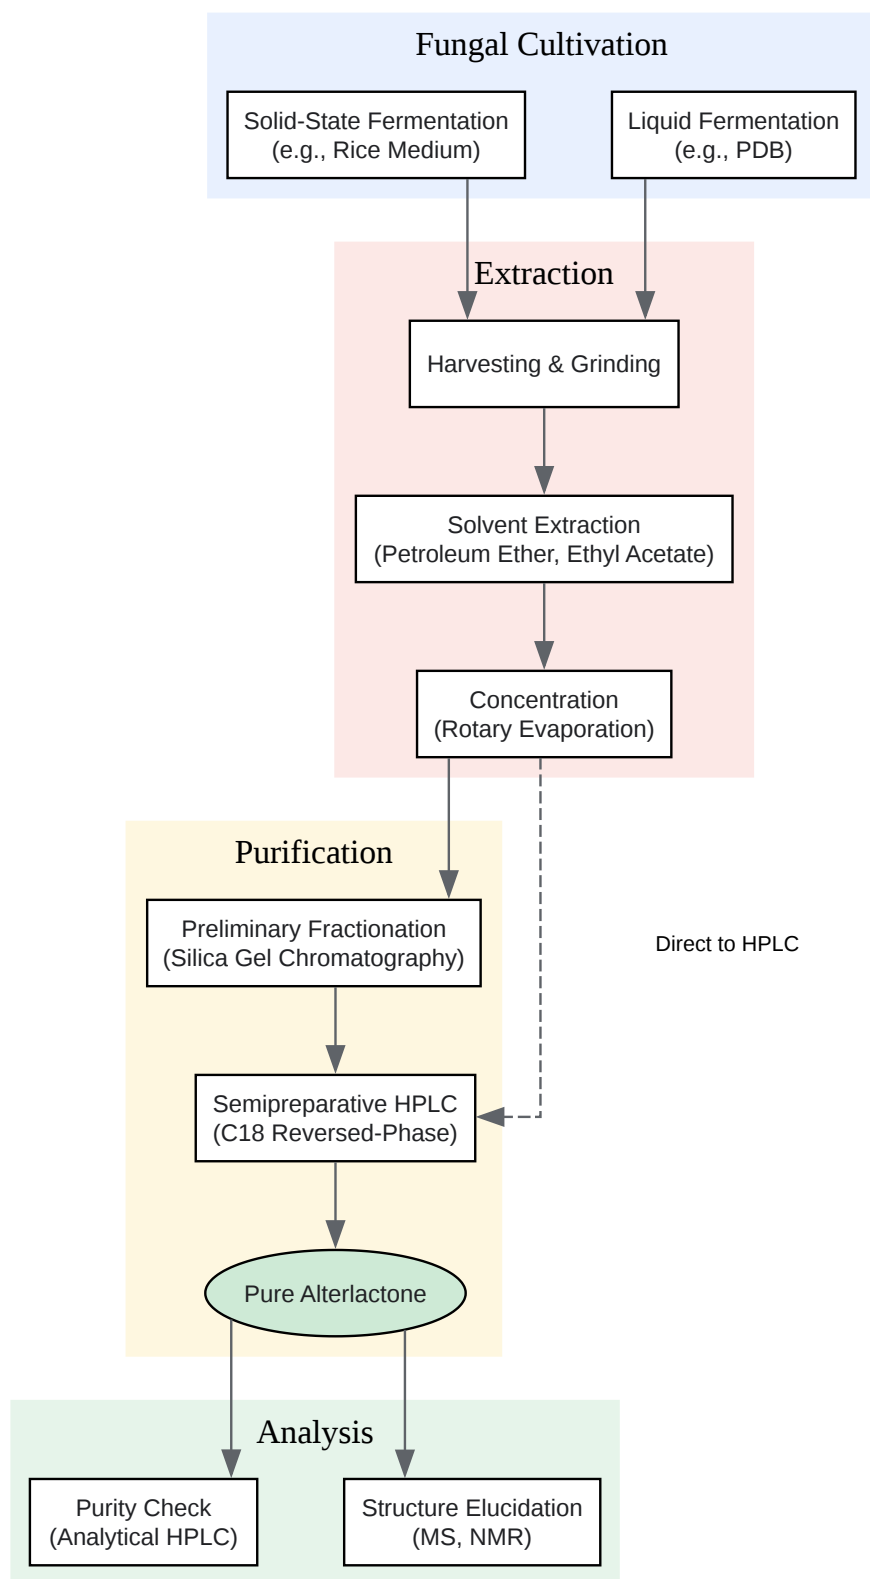 Fungal Cultivation
Solid-State Fermentation
(e.g., Rice Medium)
Liquid Fermentation
(e.g., PDB)
Extraction
Harvesting & Grinding
Solvent Extraction
(Petroleum Ether, Ethyl Acetate)
Concentration
(Rotary Evaporation)
Purification
Preliminary Fractionation
(Silica Gel Chromatography)
Direct to HPLC
Semipreparative HPLC
(C18 Reversed-Phase)
Pure Alterlactone
Analysis
Purity Check
(Analytical HPLC)
Structure Elucidation
(MS, NMR)